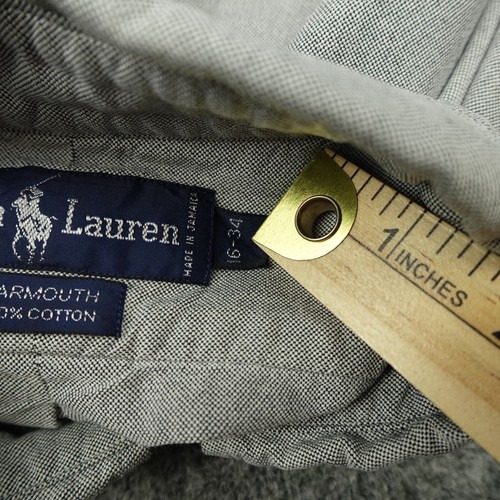 Lauren
MADE IN JAMAICA
16-34
ARMOUTH
0% COTTON
1
INCHES